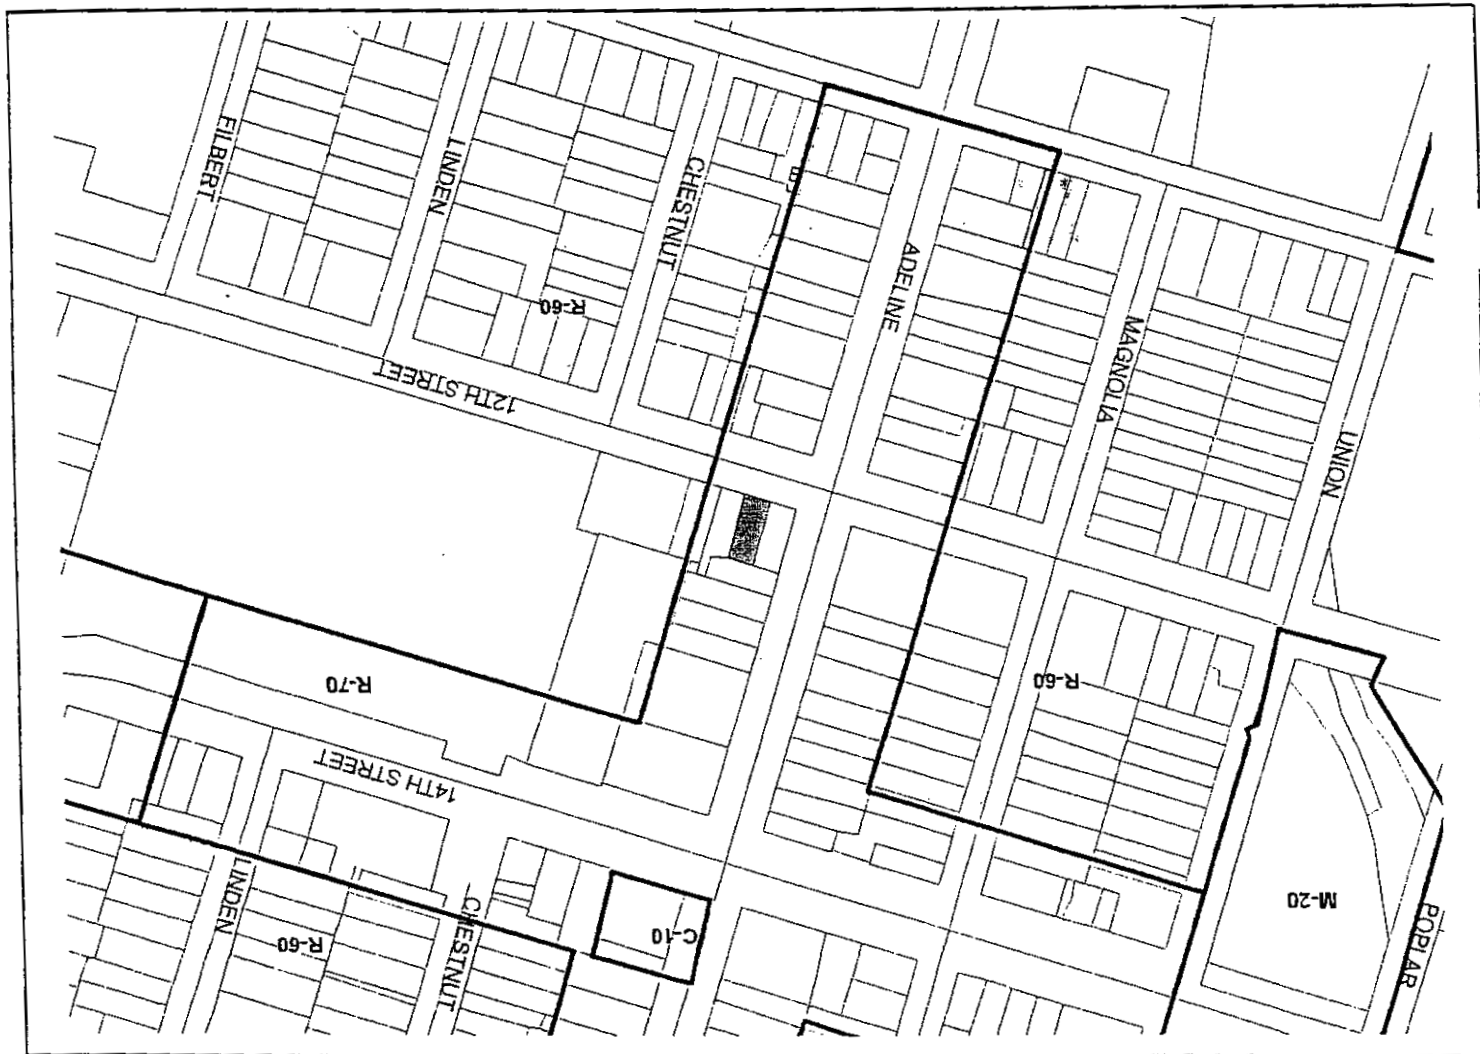 FILBERT
LINDEN
CHESTNUT
ADELINE
MAGNOLIA
UNION
R-60
12TH STREET
R-70
R-60
14TH STREET
LINDEN
CHESTNUT
R-60
C-10
M-20
POPLAR